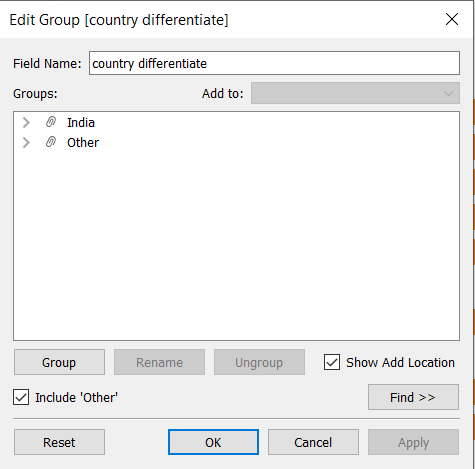 Edit Group [country differentiate]
Field Name: country differentiate
Groups: Add to:
India
Other
Group Rename Ungroup Show Add Location
Include 'Other' Find >>
Reset OK Cancel Apply